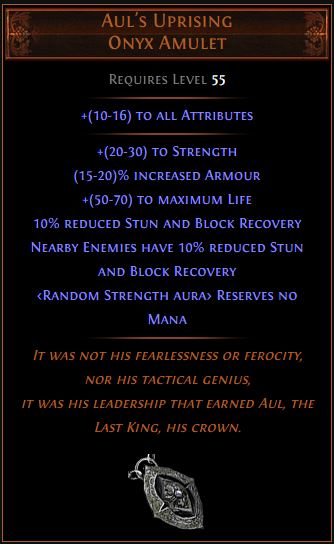 Aul's Uprising
Onyx Amulet
Requires Level 55
+(10-16) to all Attributes
+(20-30) to Strength
(15-20)% increased Armour
+(50-70) to maximum Life
10% reduced Stun and Block Recovery
Nearby Enemies have 10% reduced Stun
and Block Recovery
<Random Strength aura> Reserves no
Mana
It was not his fearlessness or ferocity,
nor his tactical genius,
it was his leadership that earned Aul, the
Last King, his crown.